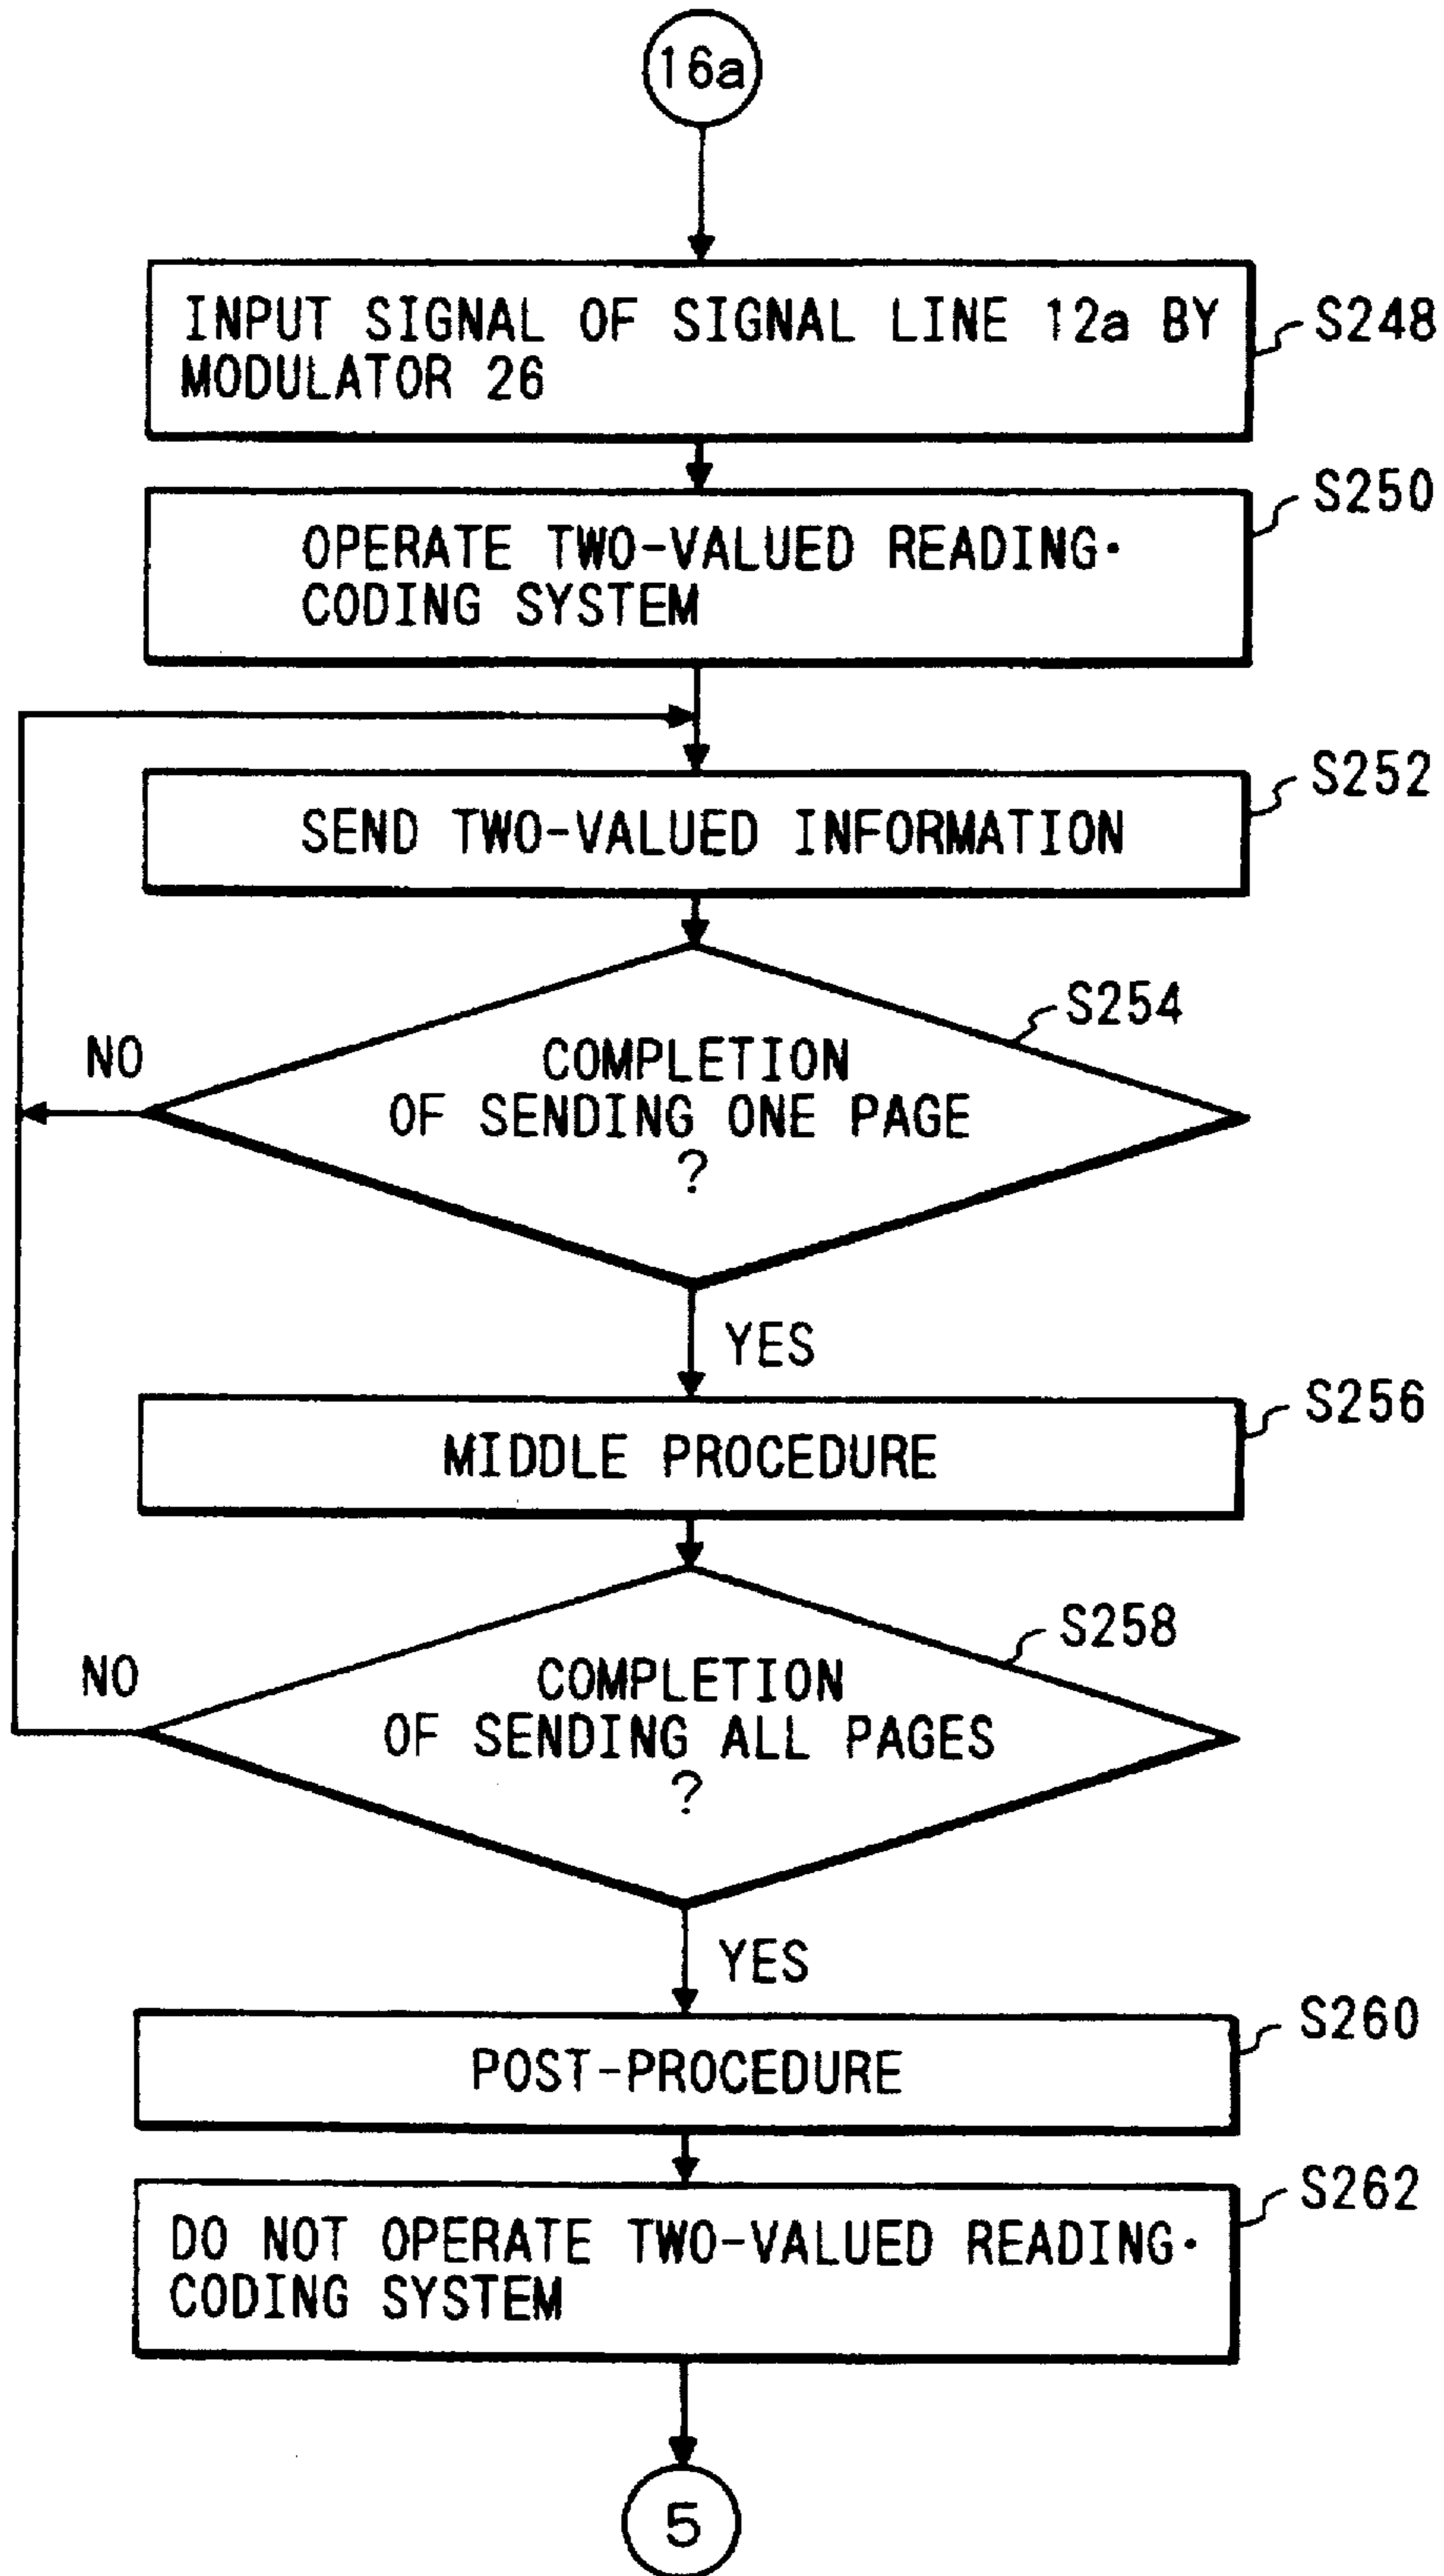 16a
INPUT SIGNAL OF SIGNAL LINE 12a BY
MODULATOR 26
S248
OPERATE TWO-VALUED READING·
CODING SYSTEM
S250
SEND TWO-VALUED INFORMATION
S252
COMPLETION
OF SENDING ONE PAGE
?
S254
NO
YES
MIDDLE PROCEDURE
S256
COMPLETION
OF SENDING ALL PAGES
?
S258
NO
YES
POST-PROCEDURE
S260
DO NOT OPERATE TWO-VALUED READING·
CODING SYSTEM
S262
5